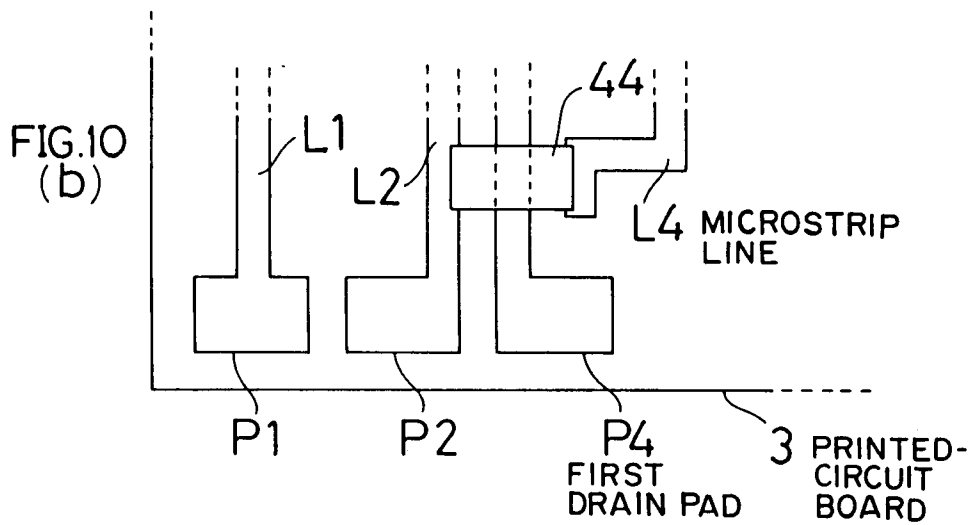 FIG.10
(b)
L1
L2
44
L4 MICROSTRIP
LINE
P1
P2
P4
FIRST
DRAIN PAD
3 PRINTED-
CIRCUIT
BOARD